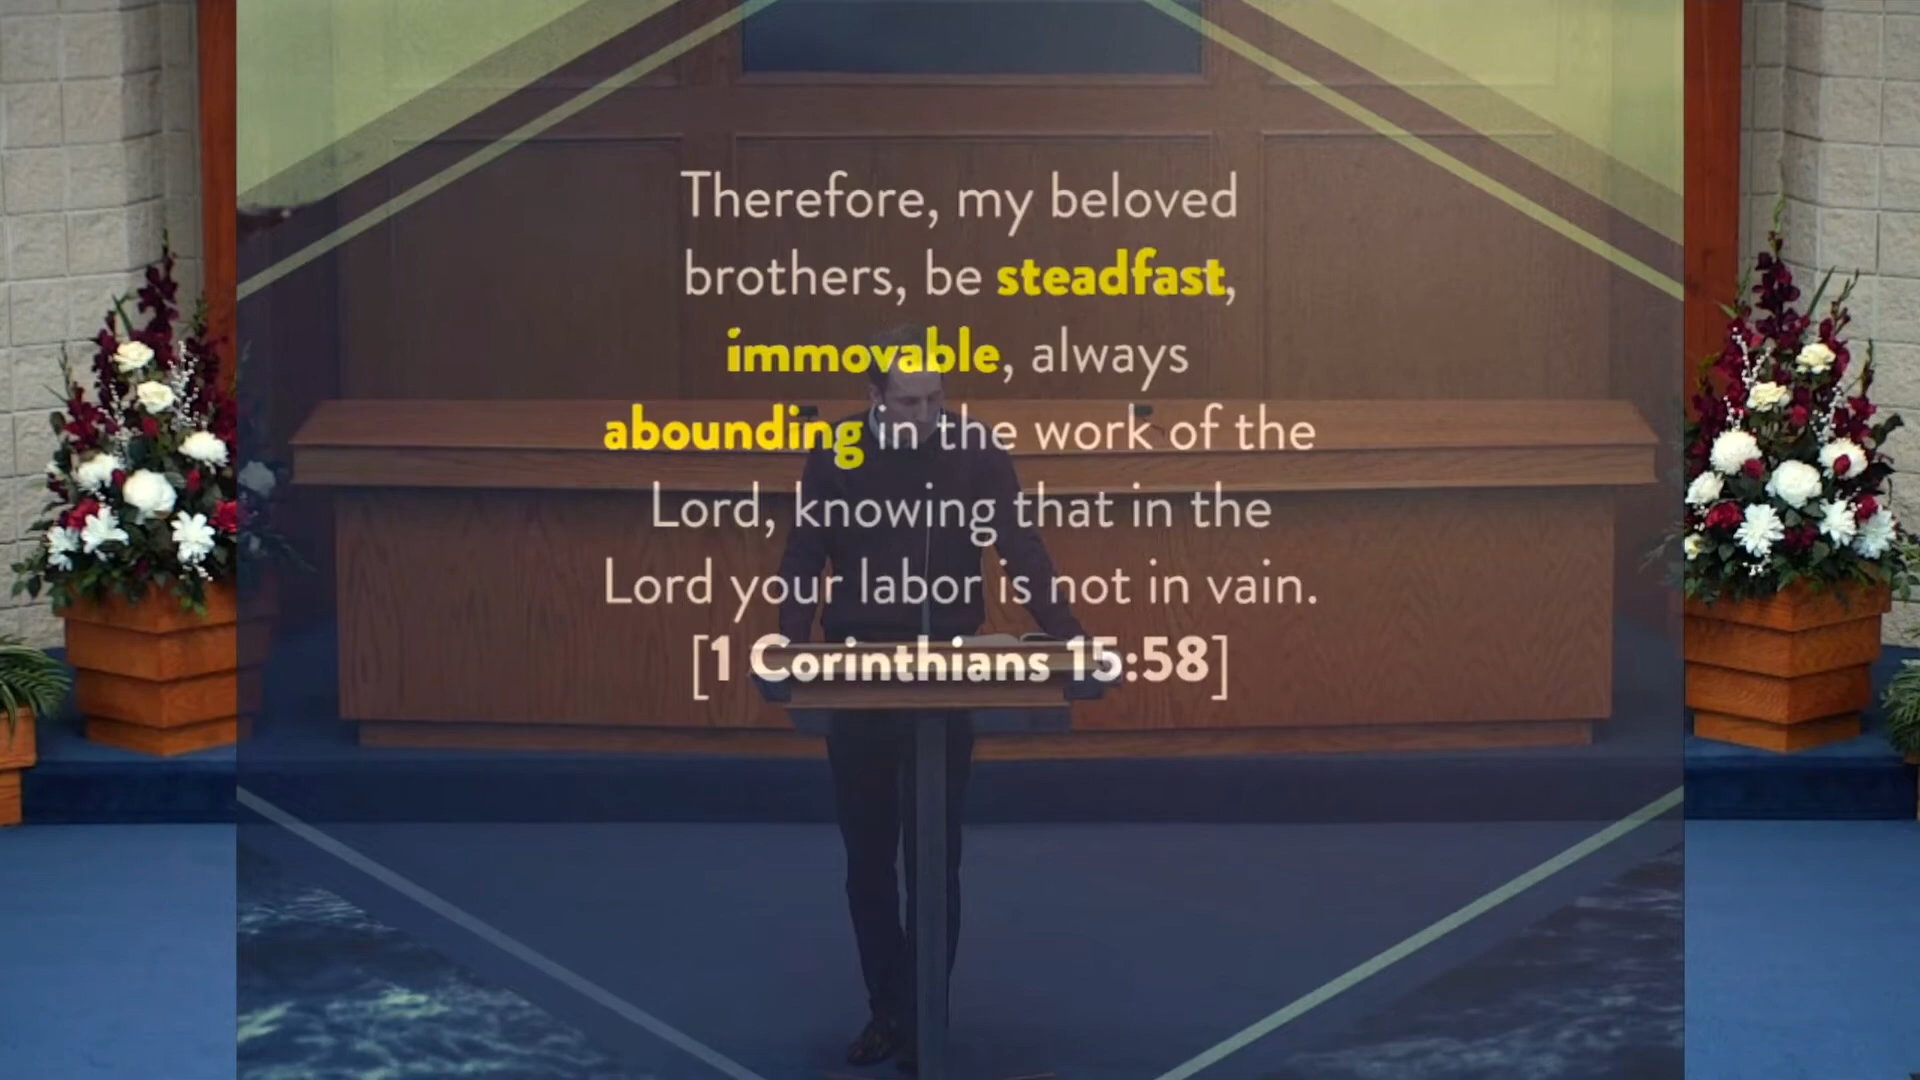 Therefore, my beloved
brothers, be steadfast,
immovable, always
abounding in the work of the
Lord, knowing that in the
Lord your labor is not in vain.
[1 Corinthians 15:58]